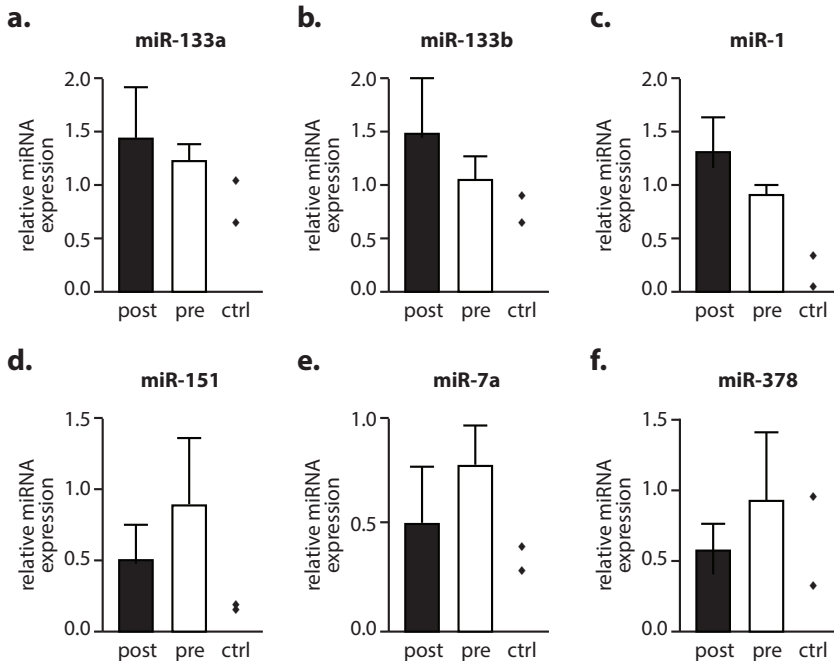 a.
miR-133a
relative miRNA
expression
2.0
1.5
1.0
0.5
0.0
post pre ctrl
b.
miR-133b
relative miRNA
expression
2.0
1.5
1.0
0.5
0.0
post pre ctrl
c.
miR-1
relative miRNA
expression
2.0
1.5
1.0
0.5
0.0
post pre ctrl
d.
miR-151
relative miRNA
expression
1.5
1.0
0.5
0.0
post pre ctrl
e.
miR-7a
relative miRNA
expression
1.0
0.5
0.0
post pre ctrl
f.
miR-378
relative miRNA
expression
1.5
1.0
0.5
0.0
post pre ctrl